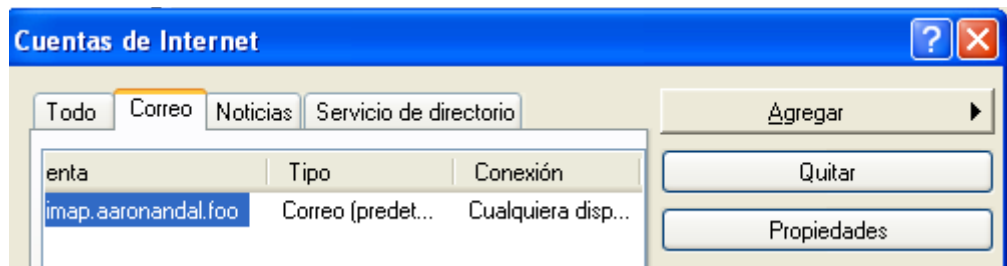 Cuentas de Internet
Todo Correo Noticias Servicio de directorio
Agregar
enta Tipo Conexión
Quitar
imap.aaronandal.foo Correo (predet... Cualquiera disp...
Propiedades